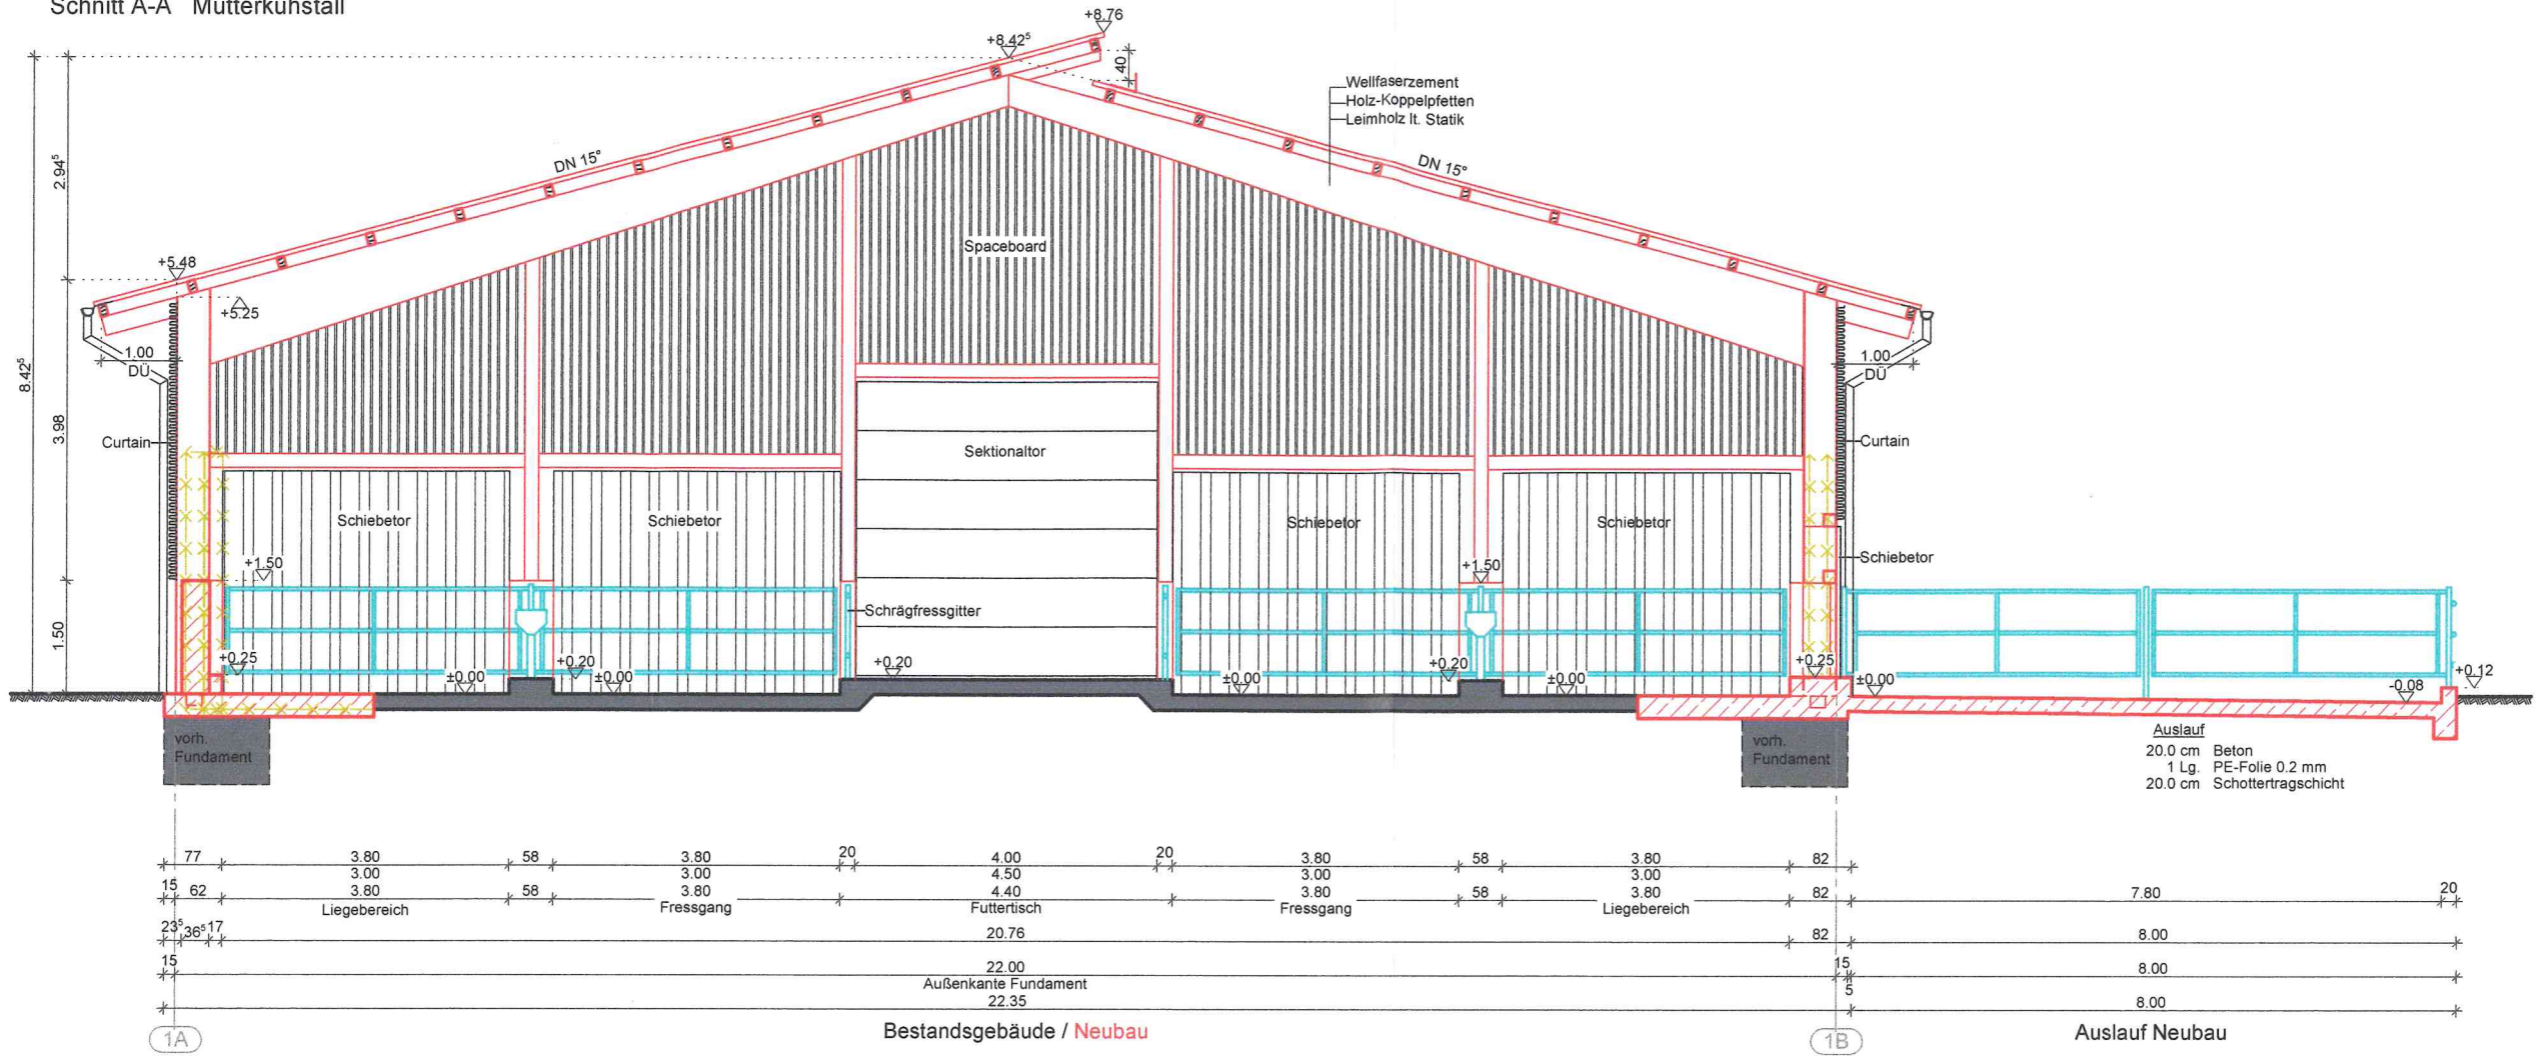 Schnitt A-A Mutterkuhstall
+8.76
+8.42⁵
40
Wellfaserzement
Holz-Koppelpfetten
Leimholz lt. Statik
DN 15°
DN 15°
2.94⁵
Spaceboard
+5.48
+5.25
1.00
DÜ
1.00
DÜ
8.42⁵
3.98
Curtain
Sektionaltor
Curtain
Schiebetor
Schiebetor
Schiebetor
Schiebetor
Schiebetor
+1.50
+1.50
1.50
Schrägfressgitter
+0.25
±0.00
+0.20
±0.00
+0.20
±0.00
+0.20
±0.00
+0.25
±0.00
-0.08
+0.12
vorh.
Fundament
vorh.
Fundament
Auslauf
20.0 cm Beton
1 Lg. PE-Folie 0.2 mm
20.0 cm Schottertragschicht
77 3.80 58 3.80 20 4.00 20 3.80 58 3.80 82
3.00 3.00 4.50 3.00 3.00
15 62 3.80 58 3.80 4.40 3.80 58 3.80 82 7.80 20
Liegebereich Fressgang Futtertisch Fressgang Liegebereich
23⁵ 36⁵ 17 20.76 82 8.00
15 22.00 15 8.00
Außenkante Fundament
5
22.35 8.00
1A Bestandsgebäude / Neubau 1B Auslauf Neubau